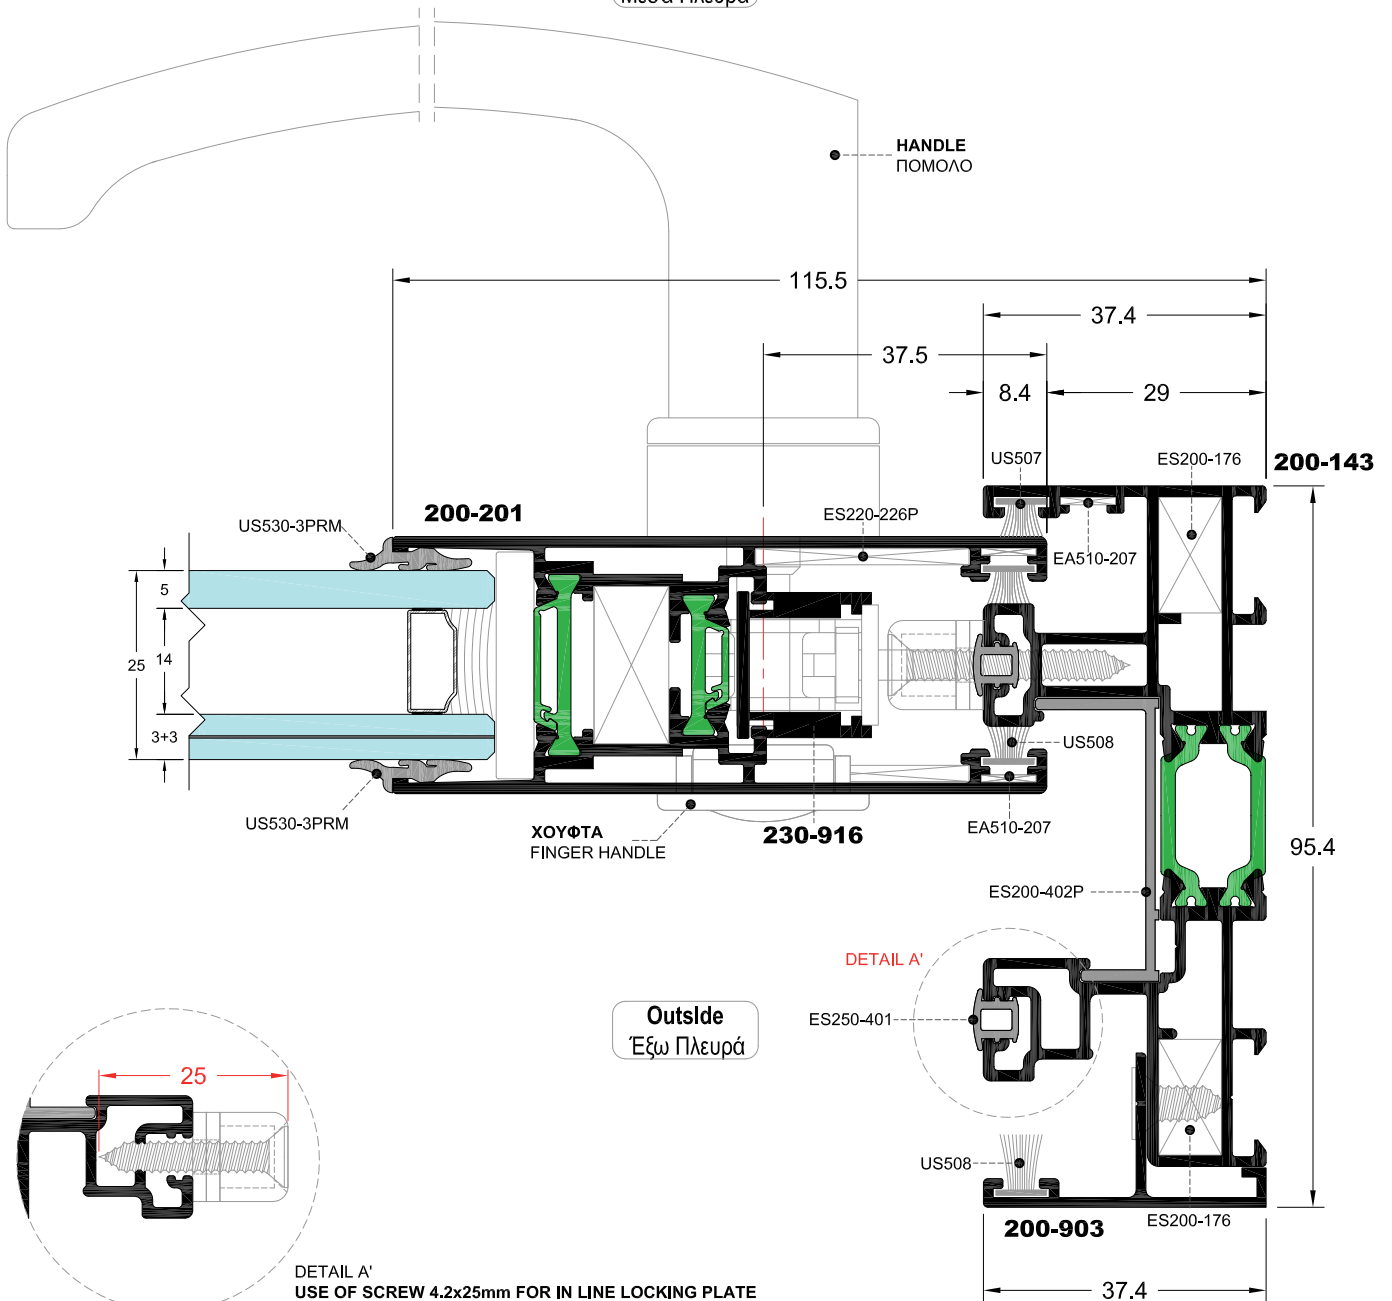 Μέσα Πλευρά
HANDLE
ΠΟΜΟΛΟ
115.5
37.4
37.5
8.4
29
US507
ES200-176
200-143
200-201
ES220-226P
US530-3PRM
EA510-207
5
25
14
3+3
US508
US530-3PRM
ΧΟΥΦΤΑ
FINGER HANDLE
230-916
EA510-207
95.4
ES200-402P
DETAIL A'
Outside
Έξω Πλευρά
ES250-401
25
US508
200-903
ES200-176
DETAIL A'
USE OF SCREW 4.2x25mm FOR IN LINE LOCKING PLATE
37.4